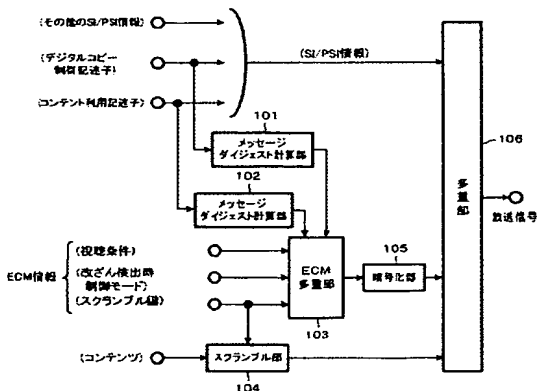 (その他のSI/PSI情報)
(SI/PSI情報)
(デジタルコピー
制御記述子)
(コンテント利用記述子)
101
メッセージ
ダイジェスト計算部
106
102
メッセージ
ダイジェスト計算部
多重部
放送信号
ECM情報
(視聴条件)
(改ざん検出時
制御モード)
(スクランブル鍵)
ECM
多重部
103
105
暗号化部
(コンテンツ)
スクランブル部
104